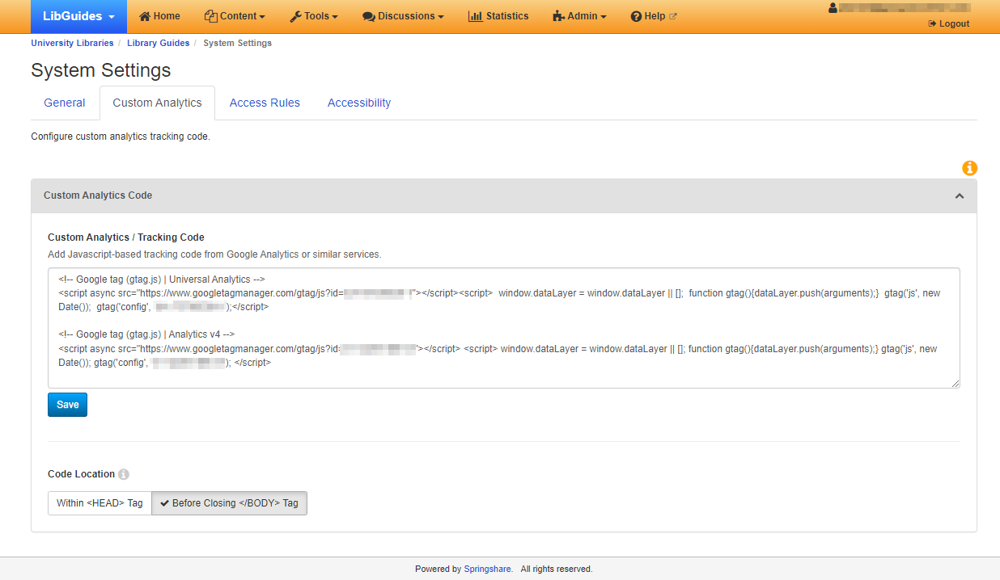 LibGuides Home Content Tools Discussions Statistics Admin Help
Logout
University Libraries / Library Guides / System Settings
System Settings
General Custom Analytics Access Rules Accessibility
Configure custom analytics tracking code.
Custom Analytics Code
Custom Analytics / Tracking Code
Add Javascript-based tracking code from Google Analytics or similar services.
<!-- Google tag (gtag.js) | Universal Analytics -->
<script async src="https://www.googletagmanager.com/gtag/js?id= "></script><script>  window.dataLayer = window.dataLayer || [];  function gtag(){dataLayer.push(arguments);}  gtag('js', new
Date());  gtag('config', );</script>
<!-- Google tag (gtag.js) | Analytics v4 -->
<script async src="https://www.googletagmanager.com/gtag/js?id= "></script> <script> window.dataLayer = window.dataLayer || []; function gtag(){dataLayer.push(arguments);} gtag('js', new
Date()); gtag('config', ); </script>
Save
Code Location
Within <HEAD> Tag Before Closing </BODY> Tag
Powered by Springshare. All rights reserved.